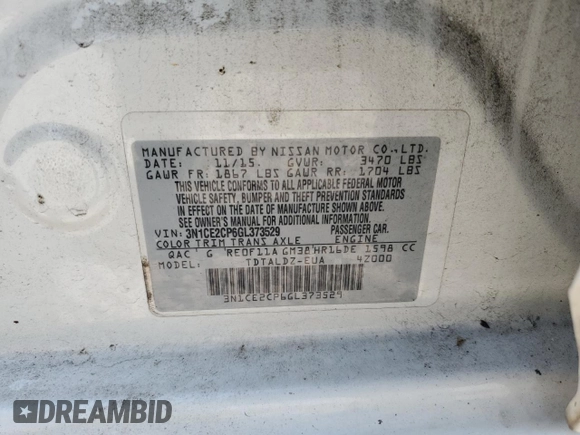 MANUFACTURED BY NISSAN MOTOR CO.,LTD.
DATE: 11/15 GVWR: 3470 LBS
GAWR FR: 1867 LBS GAWR RR: 1704 LBS
THIS VEHICLE CONFORMS TO ALL APPLICABLE FEDERAL MOTOR
VEHICLE SAFETY, BUMPER AND THEFT PREVENTION STANDARDS
IN EFFECT ON THE DATE OF MANUFACTURE SHOWN ABOVE.
SEE OWNER'S MANUAL FOR ADDITIONAL INFORMATION.
VIN: 3N1CE2CP6GL373529 PASSENGER CAR.
COLOR TRIM TRANS AXLE ENGINE
QAC G RE0F11A GM38 HR16DE 1598 CC
MODEL: TDTALDZ-EUA 4Z000
3N1CE2CP6GL373529
DREAMBID